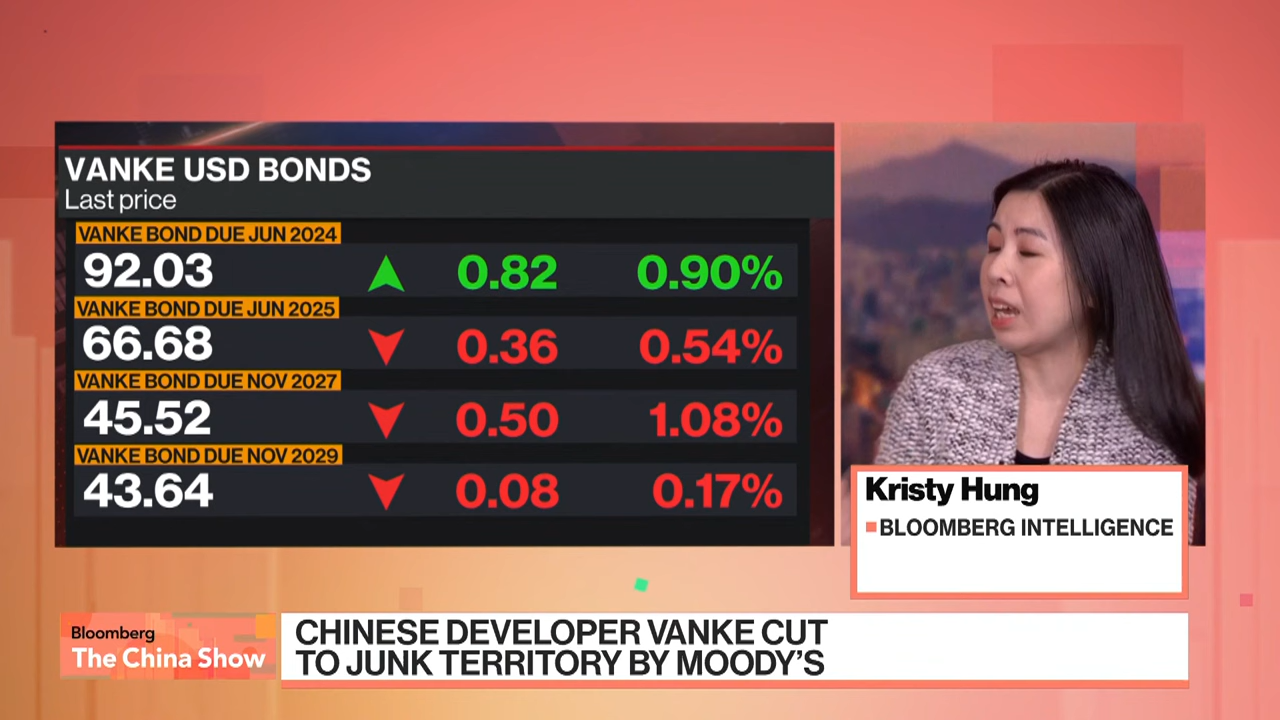 VANKE USD BONDS
Last price
VANKE BOND DUE JUN 2024
92.03 0.82 0.90%
VANKE BOND DUE JUN 2025
66.68 0.36 0.54%
VANKE BOND DUE NOV 2027
45.52 0.50 1.08%
VANKE BOND DUE NOV 2029
43.64 0.08 0.17%
Kristy Hung
BLOOMBERG INTELLIGENCE
Bloomberg
The China Show
CHINESE DEVELOPER VANKE CUT
TO JUNK TERRITORY BY MOODY'S